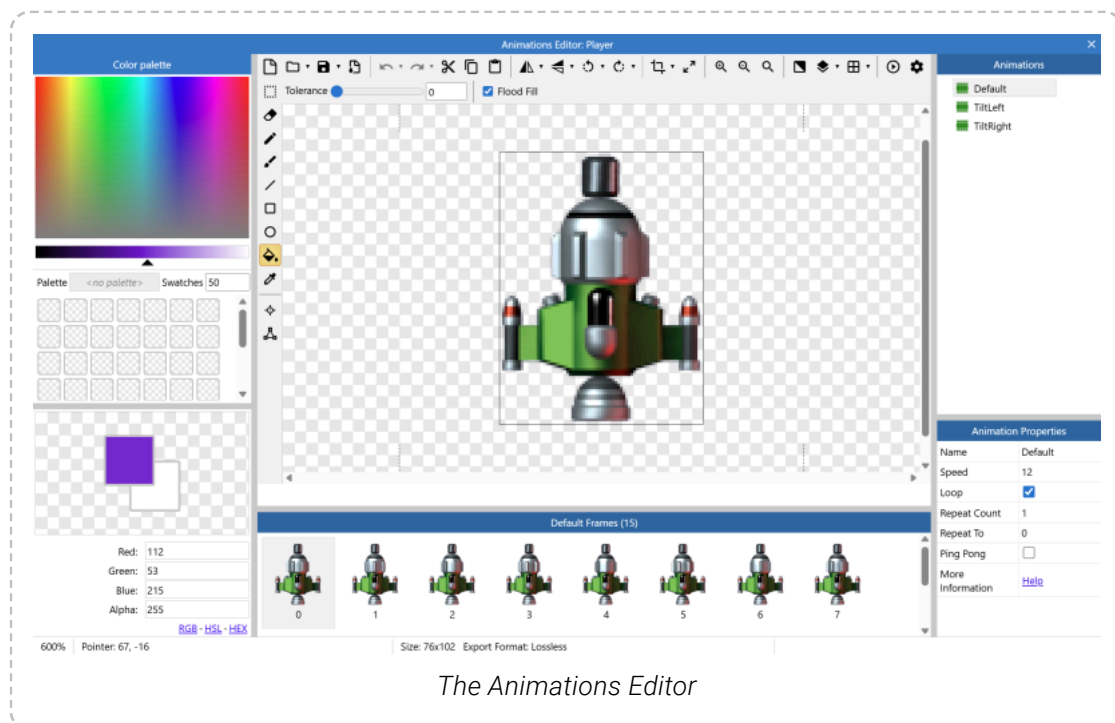 Animations Editor: Player
Color palette
Tolerance 0 Flood Fill
Animations
Default
TiltLeft
TiltRight
Palette <no palette> Swatches 50
Red: 112
Green: 53
Blue: 215
Alpha: 255
RGB - HSL - HEX
Default Frames (15)
0 1 2 3 4 5 6 7
Animation Properties
Name Default
Speed 12
Loop
Repeat Count 1
Repeat To 0
Ping Pong
More
Information Help
600% Pointer: 67, -16 Size: 76x102 Export Format: Lossless
The Animations Editor